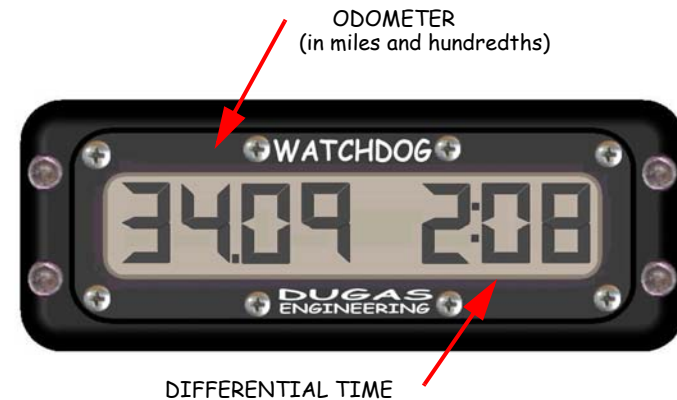 ODOMETER
(in miles and hundredths)
WATCHDOG
34.09 2:08
DUGAS
ENGINEERING
DIFFERENTIAL TIME